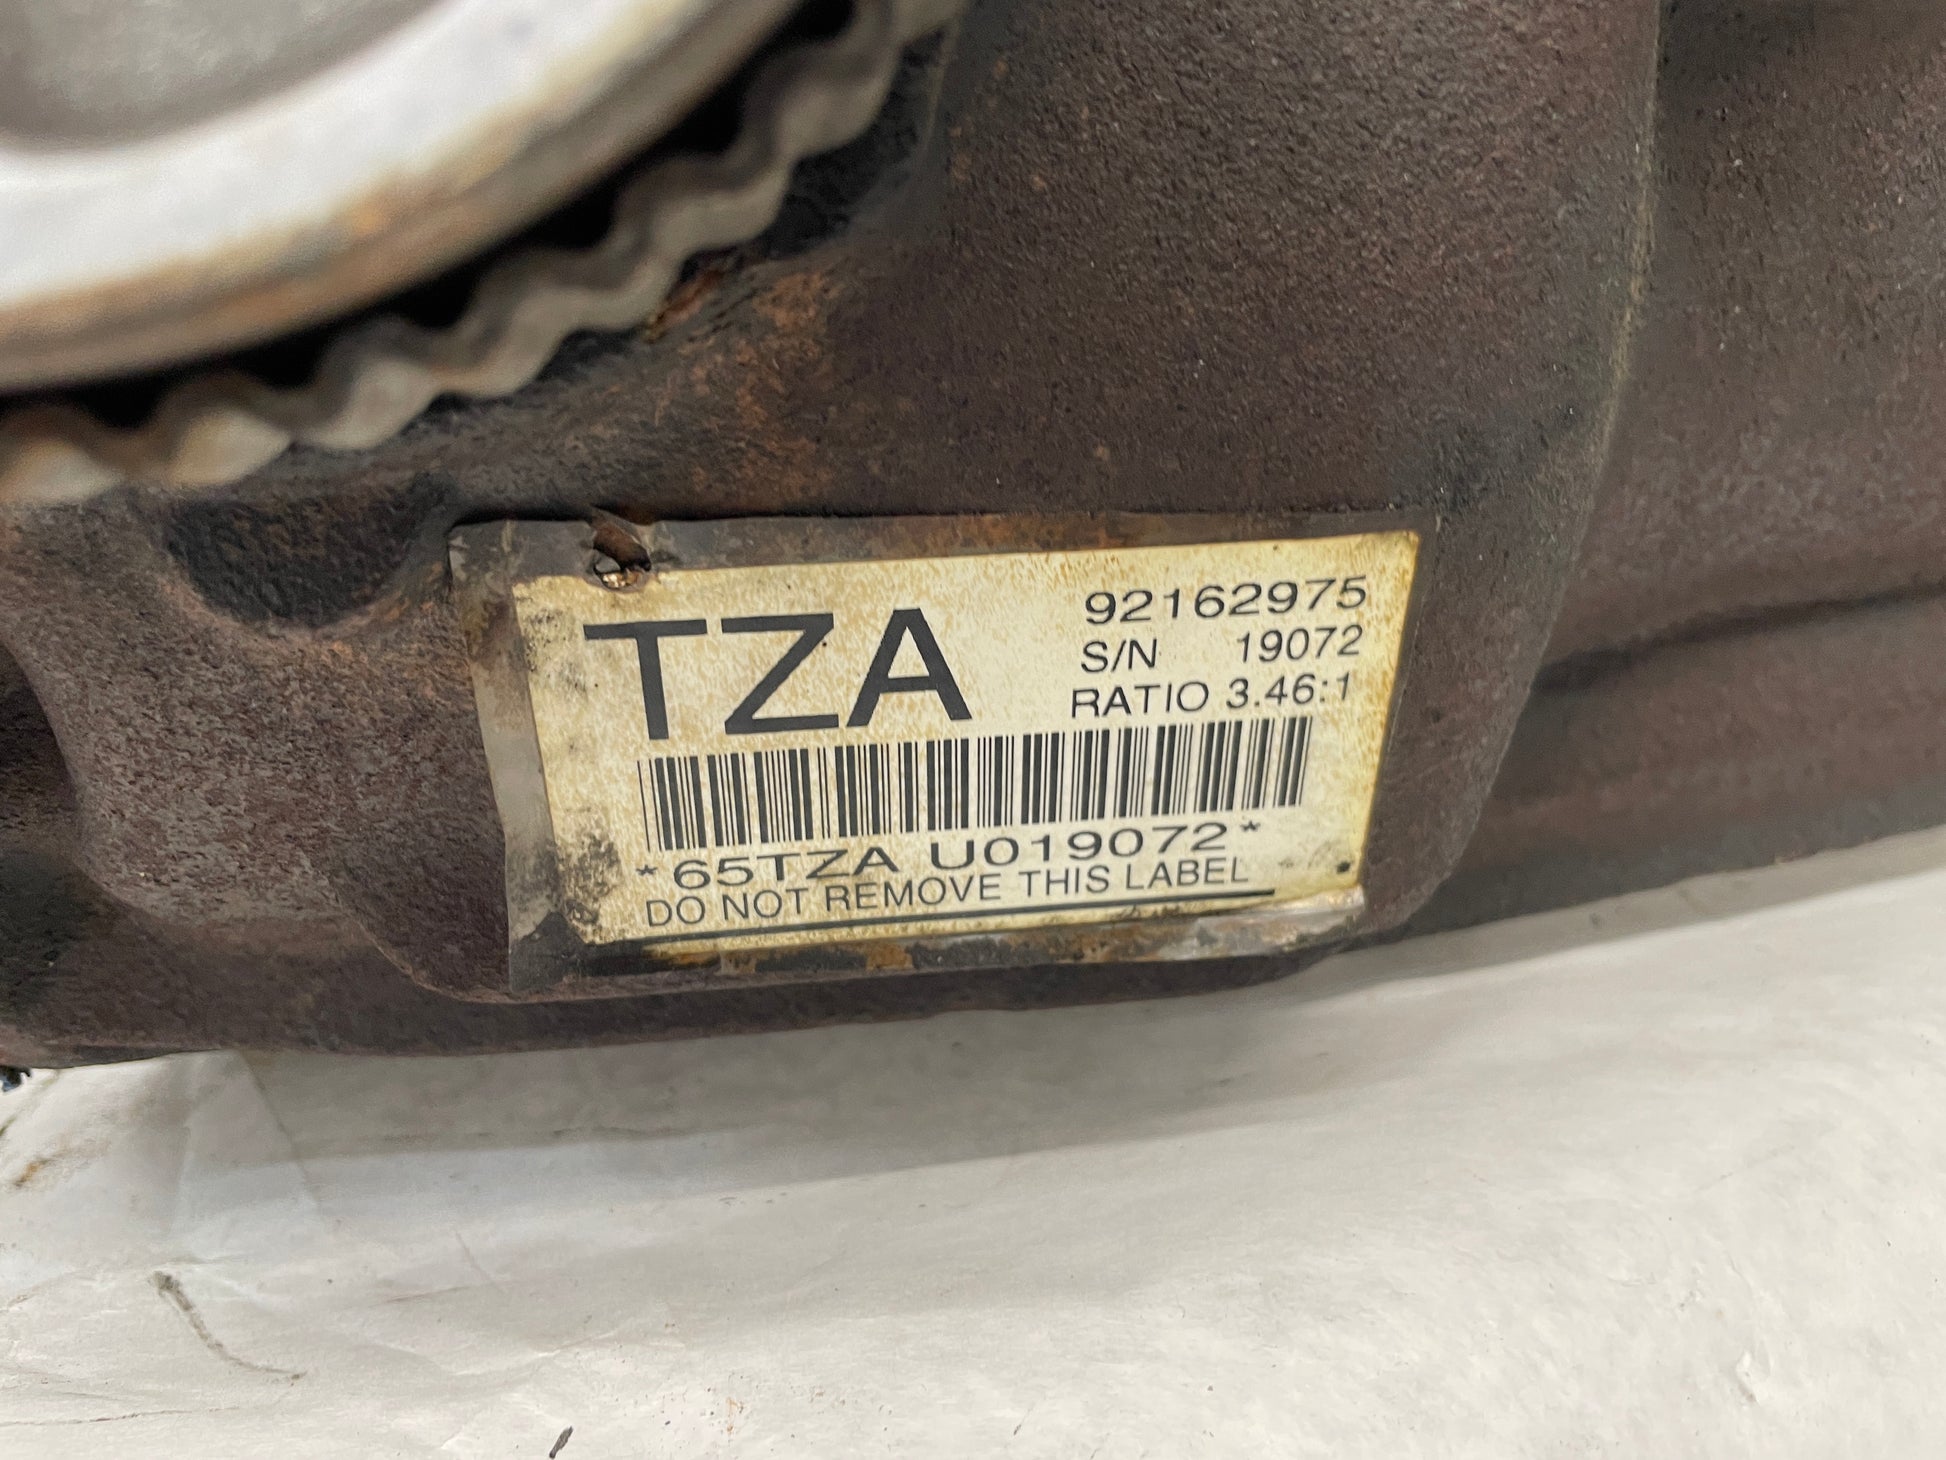 TZA
92162975
S/N 19072
RATIO 3.46:1
*65TZA U019072*
DO NOT REMOVE THIS LABEL